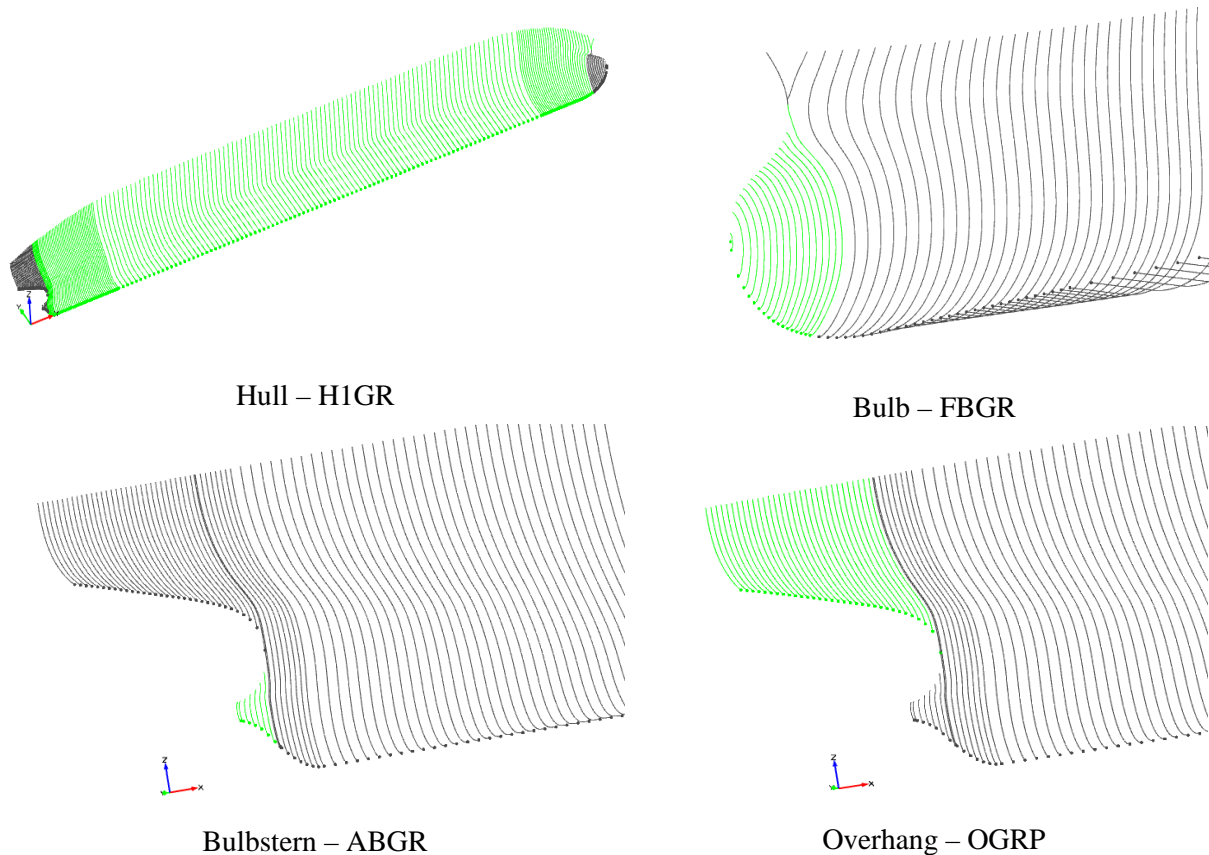 Z
Y
Hull – H1GR
Bulb – FBGR
Z
X
Y
Bulbstern – ABGR
Z
X
Y
Overhang – OGRP